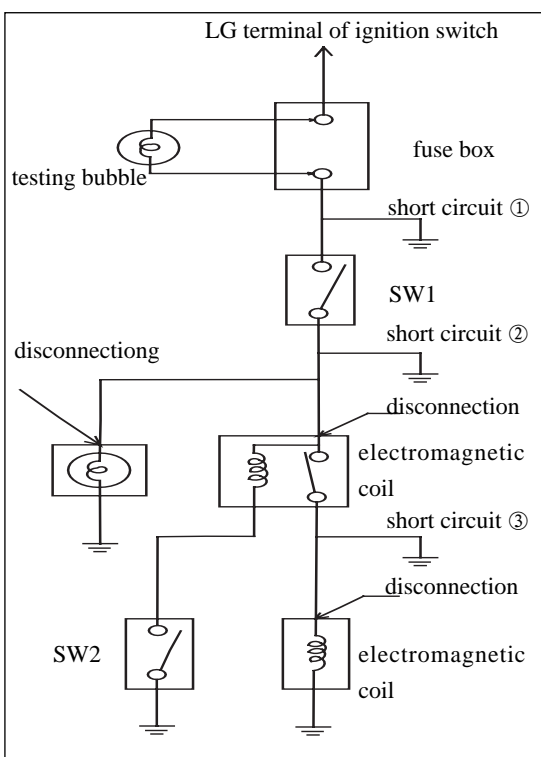 LG terminal of ignition switch
fuse box
testing bubble
short circuit ①
SW1
short circuit ②
disconnectiong
disconnection
electromagnetic
coil
short circuit ③
disconnection
SW2
electromagnetic
coil